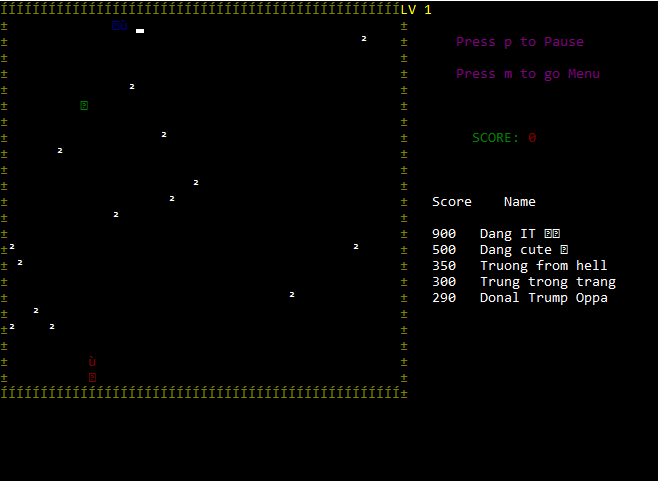 LV 1
Press p to Pause
Press m to go Menu
SCORE: 0
Score Name
900 Dang IT
500 Dang cute
350 Truong from hell
300 Trung trong trang
290 Donal Trump Oppa